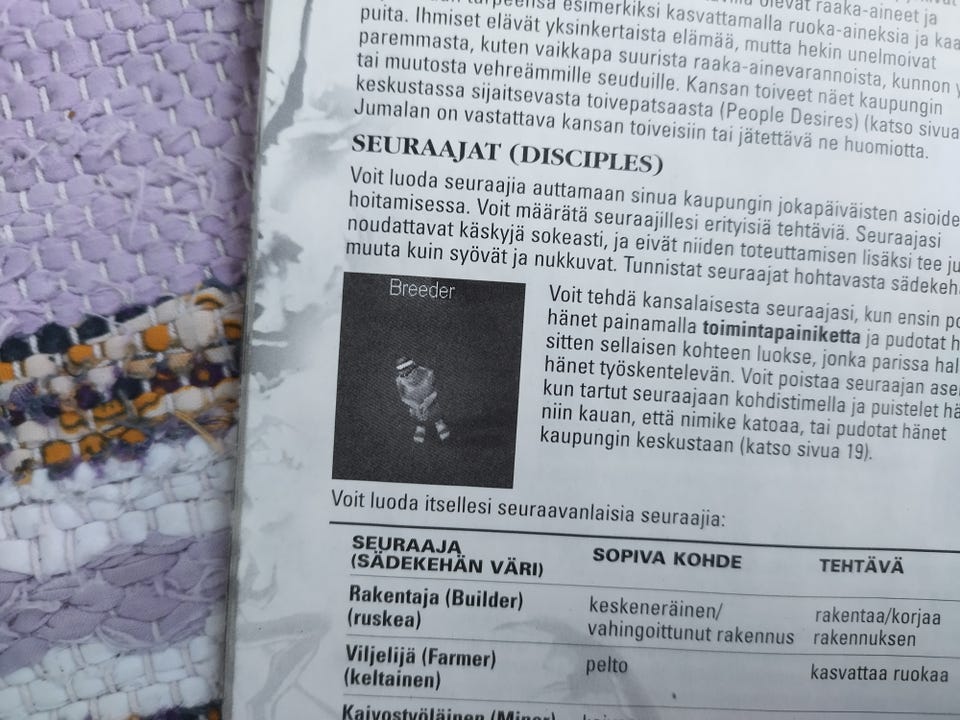 esimerkiksi kasvattamalla ruoka-aineksia ja
puita. Ihmiset elävät yksinkertaista elämää, mutta hekin unelmoivat
paremmasta, kuten vaikkapa suurista raaka-ainevarannoista, kunnon
tai muutosta vehreämmille seuduille. Kansan toiveet näet kaupungin
keskustassa sijaitsevasta toivepatsaasta (People Desires) (katso sivua
Jumalan on vastattava kansan toiveisiin tai jätettävä ne huomiotta.
SEURAAJAT (DISCIPLES)
Voit luoda seuraajia auttamaan sinua kaupungin jokapäiväisten
hoitamisessa. Voit määrätä seuraajillesi erityisiä tehtäviä. Seuraajasi
noudattavat käskyjä sokeasti, ja eivät niiden toteuttamisen lisäksi tee
muuta kuin syövät ja nukkuvat. Tunnistat seuraajat hohtavasta
Breeder
Voit tehdä kansalaisesta seuraajasi, kun ensin
hänet painamalla toimintapainiketta ja pudotat
sitten sellaisen kohteen luokse, jonka parissa
hänet työskentelevän. Voit poistaa seuraajan
kun tartut seuraajaan kohdistimella ja puistelet
niin kauan, että nimike katoaa, tai pudotat hänet
kaupungin keskustaan (katso sivua 19).
Voit luoda itsellesi seuraavanlaisia seuraajia:
SEURAAJA
(SÄDEKEHÄN VÄRI)
SOPIVA KOHDE
TEHTÄVÄ
Rakentaja (Builder)
(ruskea)
keskeneräinen/
vahingoittunut rakennus
rakentaa/korjaa
rakennuksen
Viljelijä (Farmer)
(keltainen)
pelto
kasvattaa ruokaa
Kaivostyöläinen (Miner)